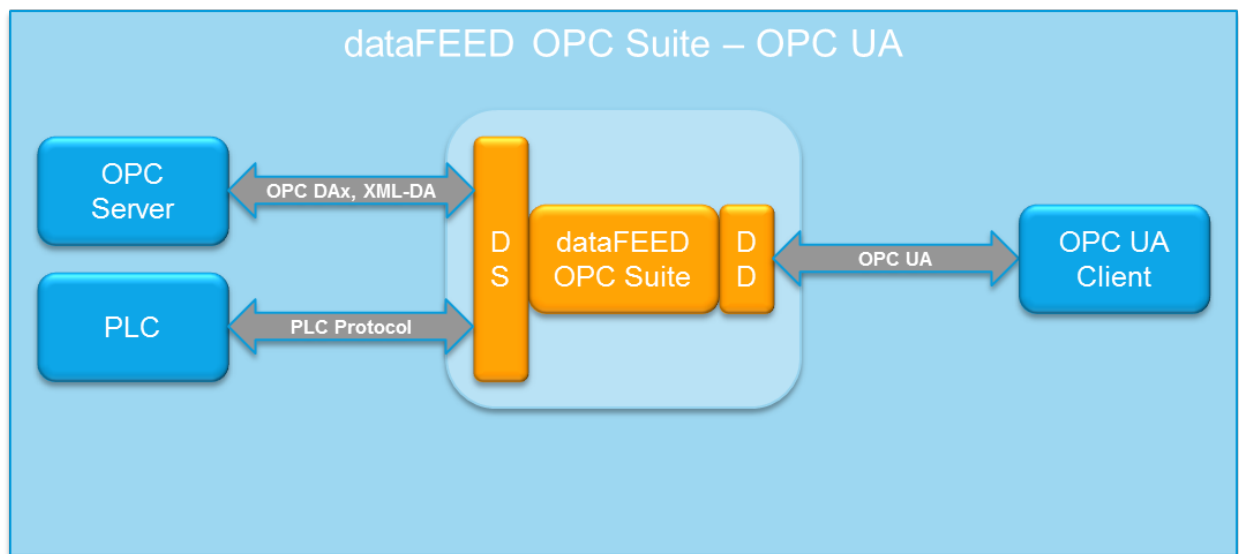 dataFEED OPC Suite – OPC UA
OPC
Server
OPC DAx, XML-DA
PLC
PLC Protocol
D
S
dataFEED
OPC Suite
D
D
OPC UA
OPC UA
Client